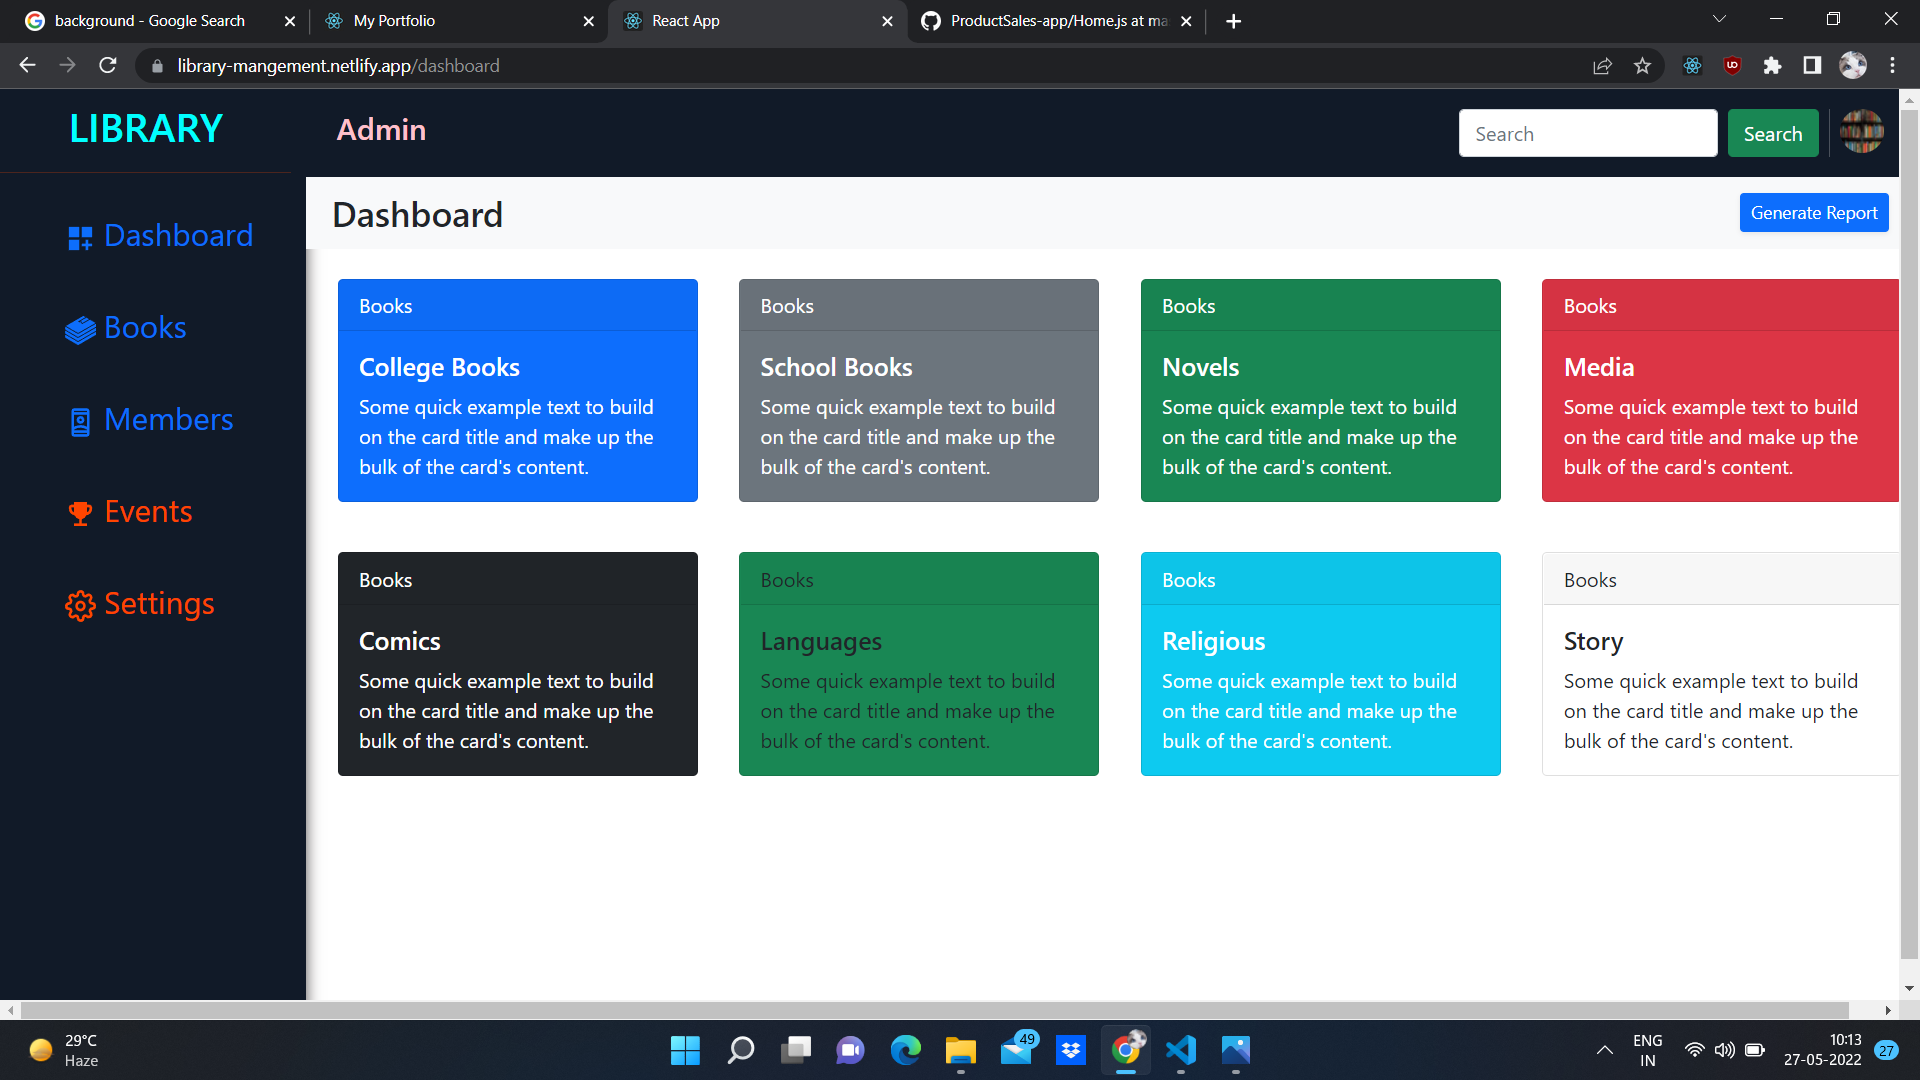 background - Google Search
My Portfolio
React App
ProductSales-app/Home.js at ma
library-mangement.netlify.app/dashboard
LIBRARY
Admin
Search
Search
Dashboard
Generate Report
Dashboard
Books
Members
Events
Settings
Books
College Books
Some quick example text to build
on the card title and make up the
bulk of the card's content.
Books
School Books
Some quick example text to build
on the card title and make up the
bulk of the card's content.
Books
Novels
Some quick example text to build
on the card title and make up the
bulk of the card's content.
Books
Media
Some quick example text to build
on the card title and make up the
bulk of the card's content.
Books
Comics
Some quick example text to build
on the card title and make up the
bulk of the card's content.
Books
Languages
Some quick example text to build
on the card title and make up the
bulk of the card's content.
Books
Religious
Some quick example text to build
on the card title and make up the
bulk of the card's content.
Books
Story
Some quick example text to build
on the card title and make up the
bulk of the card's content.
29°C
Haze
49
ENG
IN
10:13
27-05-2022
27